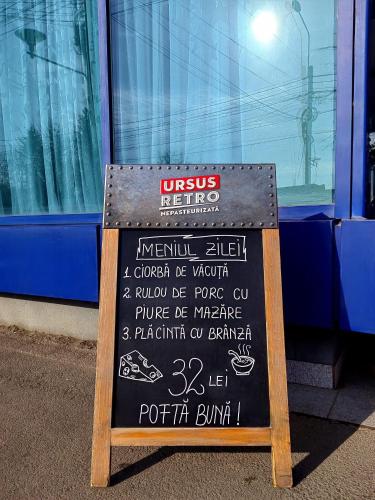 URSUS
RETRO
NEPASTEURIZATĂ
MENIUL ZILEI
1. CIORBĂ DE VĂCUȚĂ
2. RULOU DE PORC CU
PIURE DE MAZĂRE
3. PLĂCINTĂ CU BRÂNZĂ
32 LEI
POFTĂ BUNĂ!